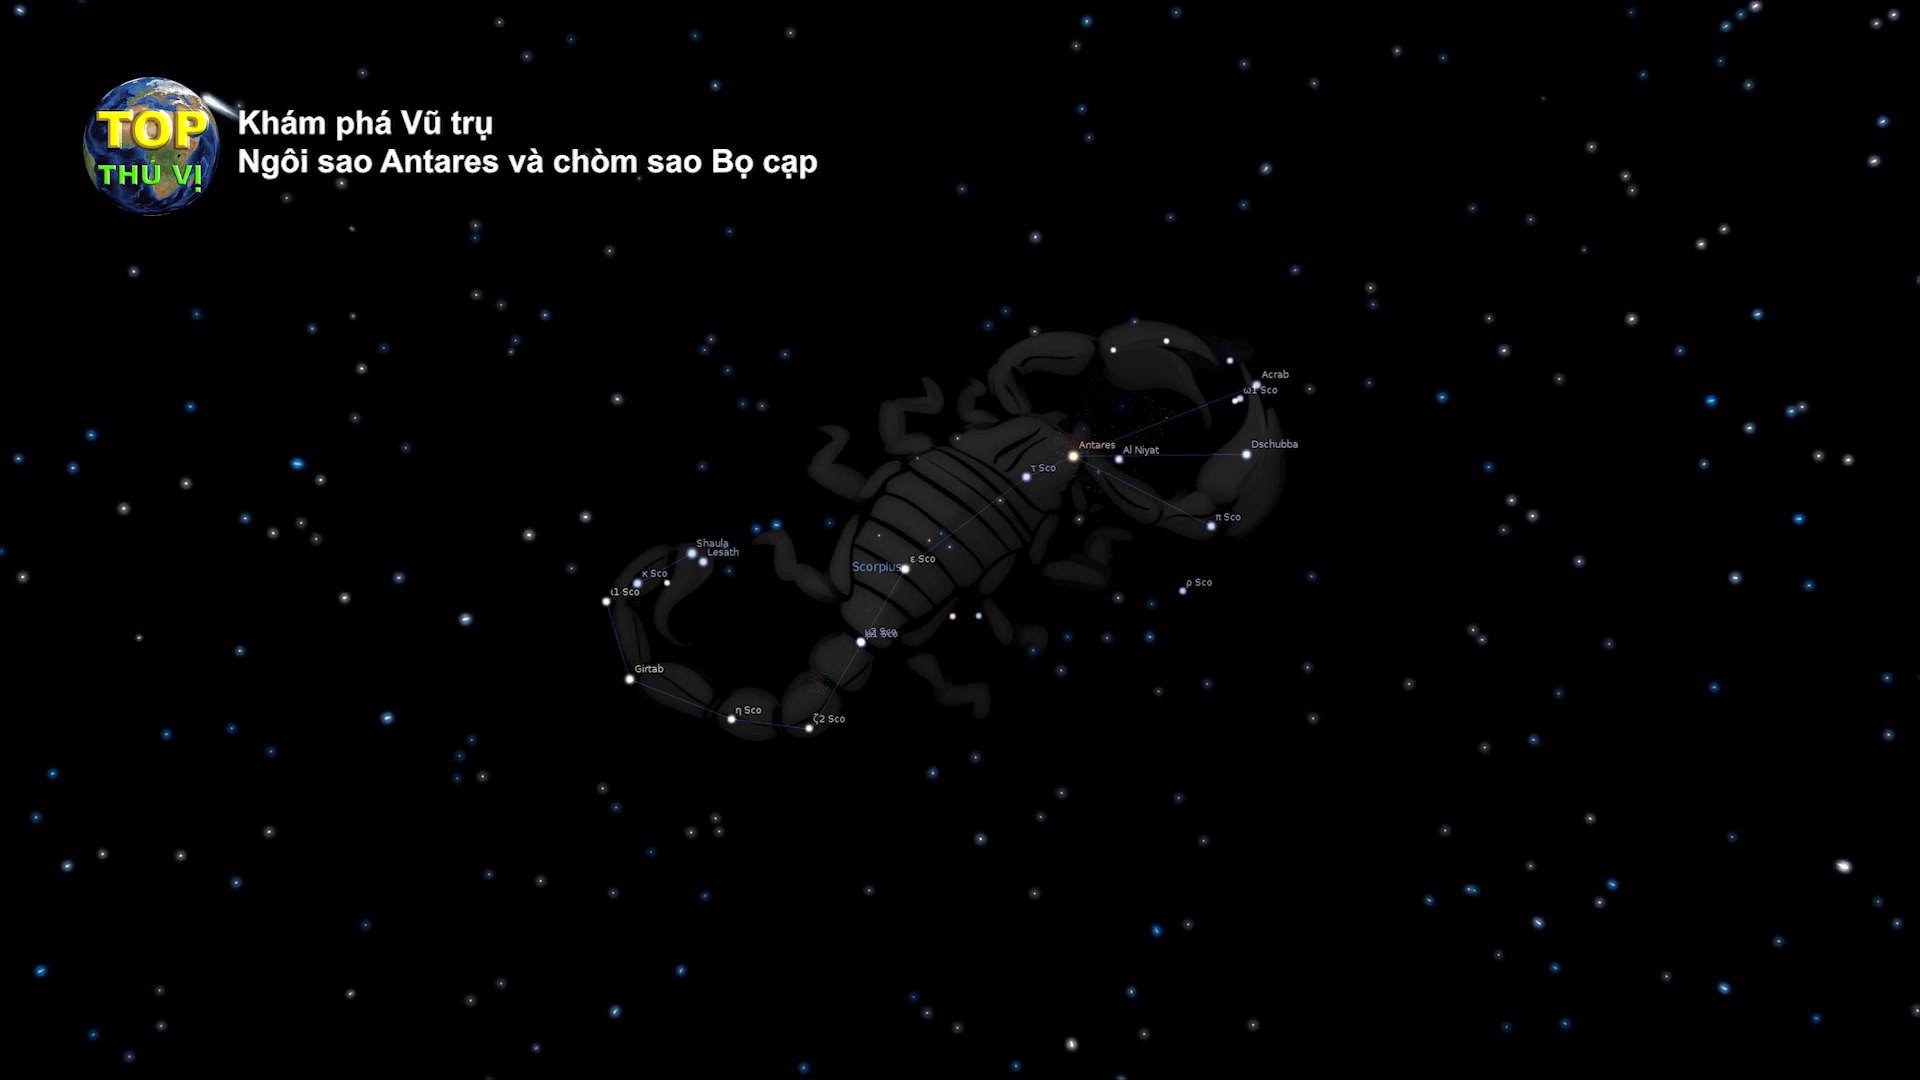 TOP
THÚ VỊ
Khám phá Vũ trụ
Ngôi sao Antares và chòm sao Bọ cạp
Acrab
ω1 Sco
Antares
Al Niyat
Dschubba
τ Sco
π Sco
Shaula
Lesath
ε Sco
Scorpius
κ Sco
ρ Sco
ι1 Sco
Girtab
η Sco
ζ2 Sco